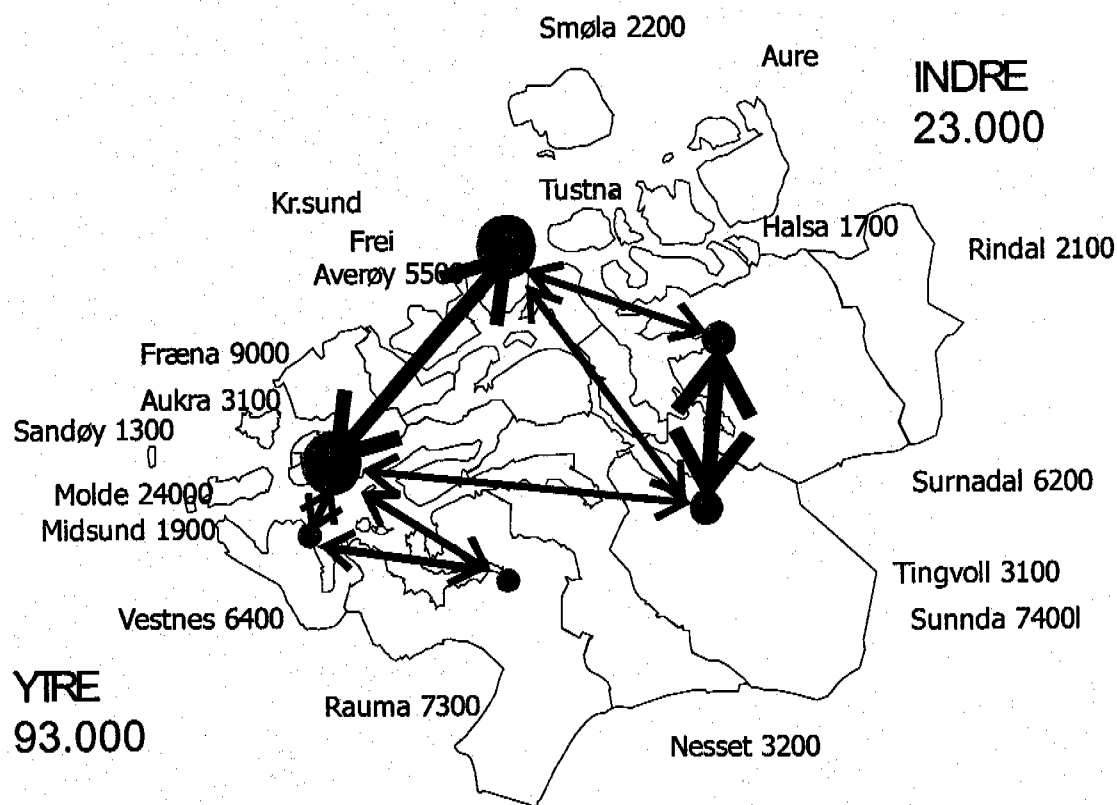 Smøla 2200
Aure
INDRE
23.000
Tustna
Kr.sund
Frei
Halsa 1700
Rindal 2100
Averøy 5500
Fræna 9000
Aukra 3100
Sandøy 1300
Molde 24000
Midsund 1900
Surnadal 6200
Tingvoll 3100
Sunnda 7400l
Vestnes 6400
YTRE
93.000
Rauma 7300
Nesset 3200